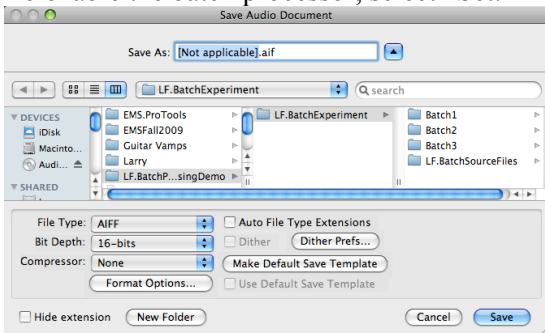 Save Audio Document
Save As: [Not applicable].aif
LF.BatchExperiment
search
DEVICES
iDisk
Macinto...
Audi...
SHARED
EMS.ProTools
EMSFall2009
Guitar Vamps
Larry
LF.BatchP...singDemo
LF.BatchExperiment
Batch1
Batch2
Batch3
LF.BatchSourceFiles
File Type: AIFF
Auto File Type Extensions
Bit Depth: 16-bits
Dither Dither Prefs...
Compressor: None
Make Default Save Template
Format Options...
Use Default Save Template
Hide extension New Folder Cancel Save